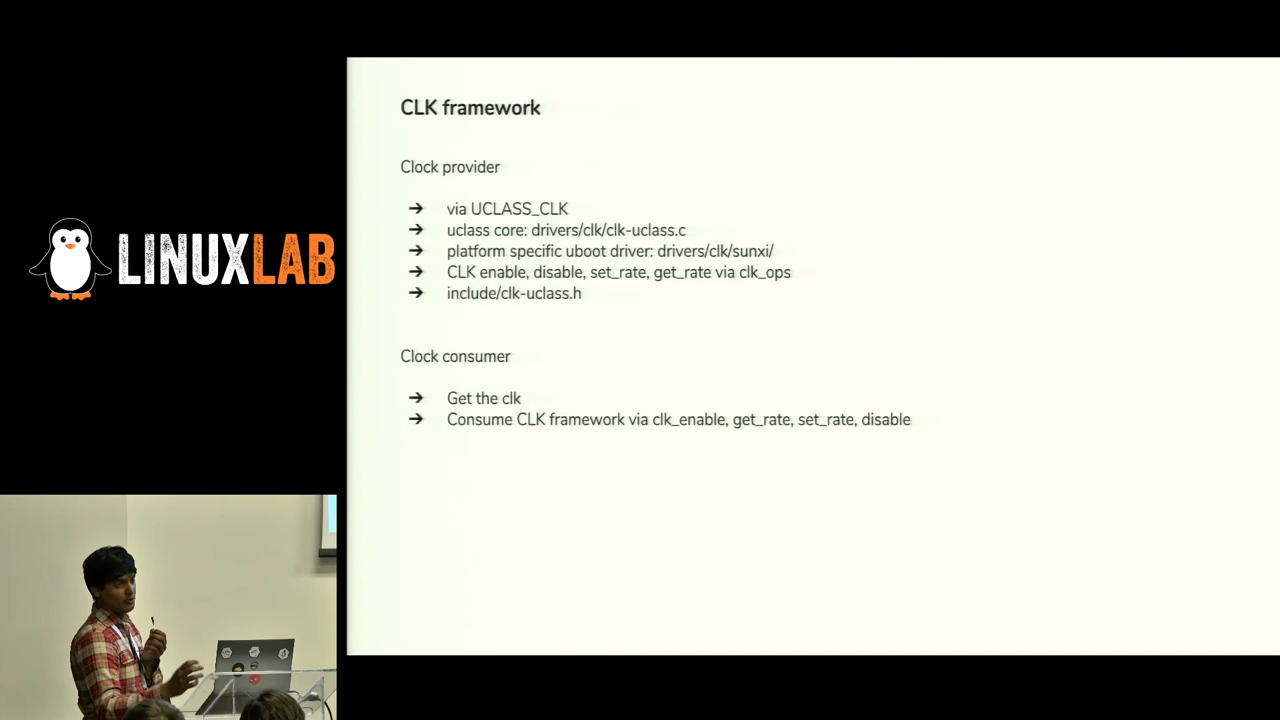 LINUXLAB
CLK framework
Clock provider
➔ via UCLASS_CLK
➔ uclass core: drivers/clk/clk-uclass.c
➔ platform specific uboot driver: drivers/clk/sunxi/
➔ CLK enable, disable, set_rate, get_rate via clk_ops
➔ include/clk-uclass.h
Clock consumer
➔ Get the clk
➔ Consume CLK framework via clk_enable, get_rate, set_rate, disable